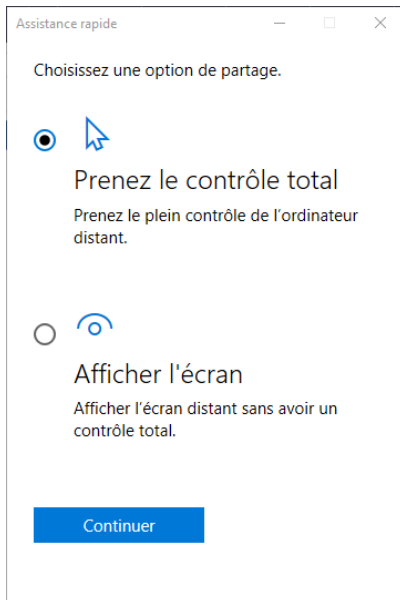 Assistance rapide
Choisissez une option de partage.
Prenez le contrôle total
Prenez le plein contrôle de l'ordinateur
distant.
Afficher l'écran
Afficher l'écran distant sans avoir un
contrôle total.
Continuer